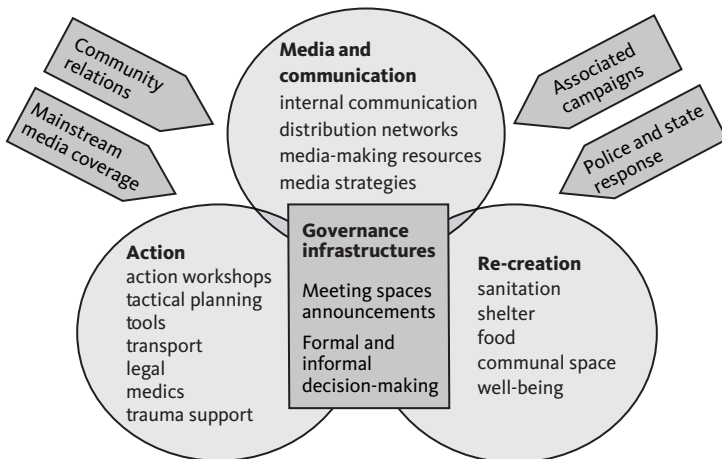 Community
relations
Mainstream
media coverage
Media and
communication
internal communication
distribution networks
media-making resources
media strategies
Associated
campaigns
Police and state
response
Action
action workshops
tactical planning
tools
transport
legal
medics
trauma support
Governance
infrastructures
Meeting spaces
announcements
Formal and
informal
decision-making
Re-creation
sanitation
shelter
food
communal space
well-being